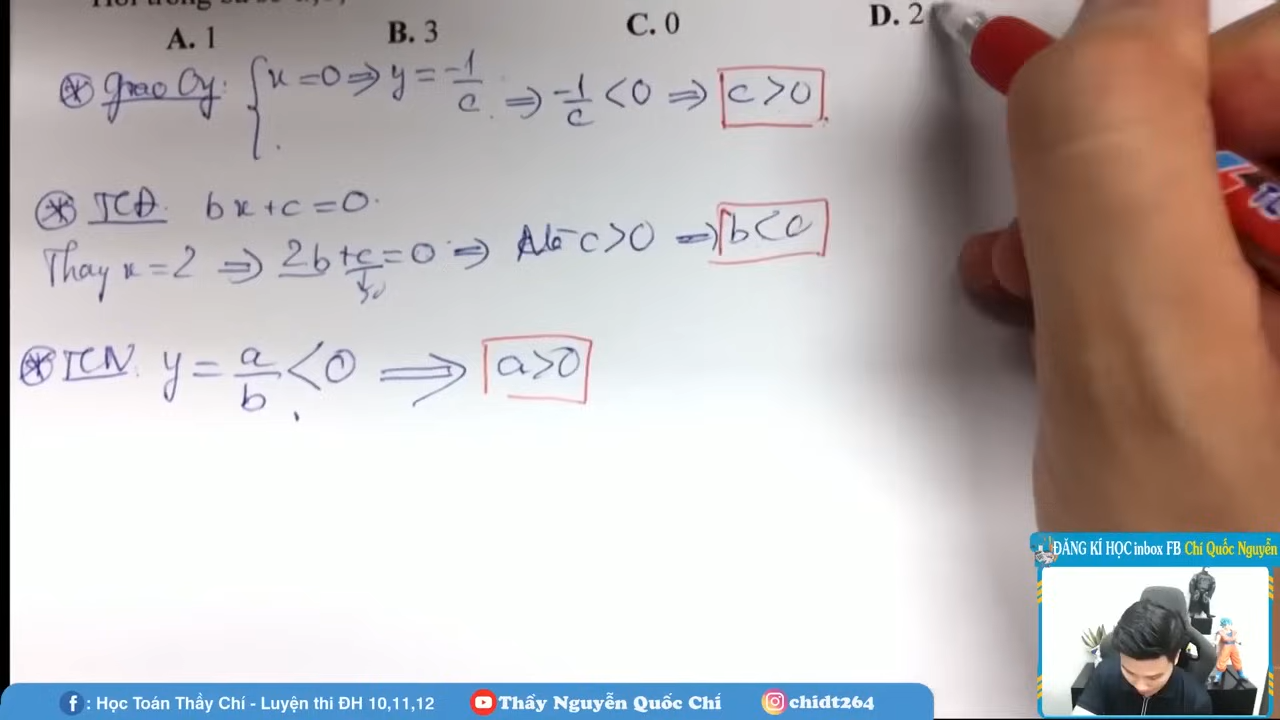 A. 1 B. 3 C. 0 D. 2
⊛ Giao Oy: { x = 0 ⇒ y = -1/c ⇒ -1/c < 0 ⇒ c > 0
⊛ TCĐ. bx + c = 0.
Thay x = 2 ⇒ 2b + c = 0 ⇒ c > 0 ⇒ b < 0
⊛ TCN. y = a/b < 0 ⟹ a > 0
ĐĂNG KÍ HỌC inbox FB Chí Quốc Nguyễn
: Học Toán Thầy Chí - Luyện thi ĐH 10,11,12 Thầy Nguyễn Quốc Chí chidt264